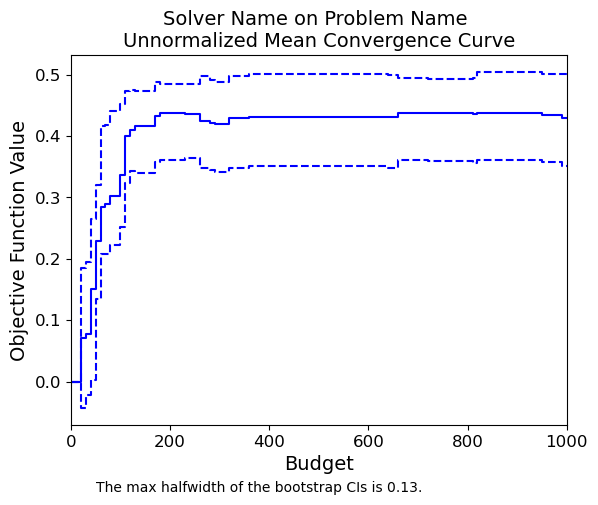 Solver Name on Problem Name
Unnormalized Mean Convergence Curve
Objective Function Value
0.5
0.4
0.3
0.2
0.1
0.0
0 200 400 600 800 1000
Budget
The max halfwidth of the bootstrap CIs is 0.13.